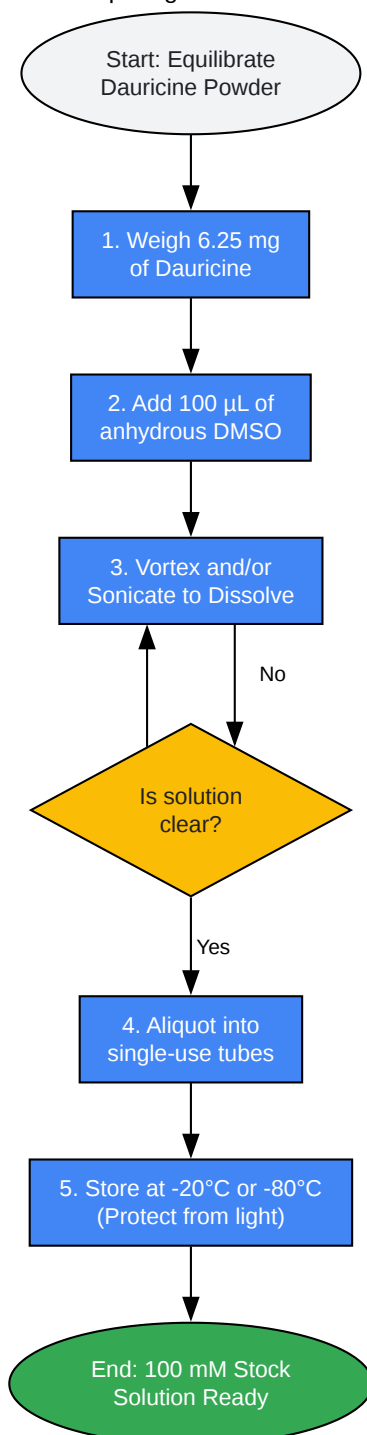 Start: Equilibrate
Dauricine Powder
1. Weigh 6.25 mg
of Dauricine
2. Add 100 µL of
anhydrous DMSO
3. Vortex and/or
Sonicate to Dissolve
No
Is solution
clear?
Yes
4. Aliquot into
single-use tubes
5. Store at -20°C or -80°C
(Protect from light)
End: 100 mM Stock
Solution Ready